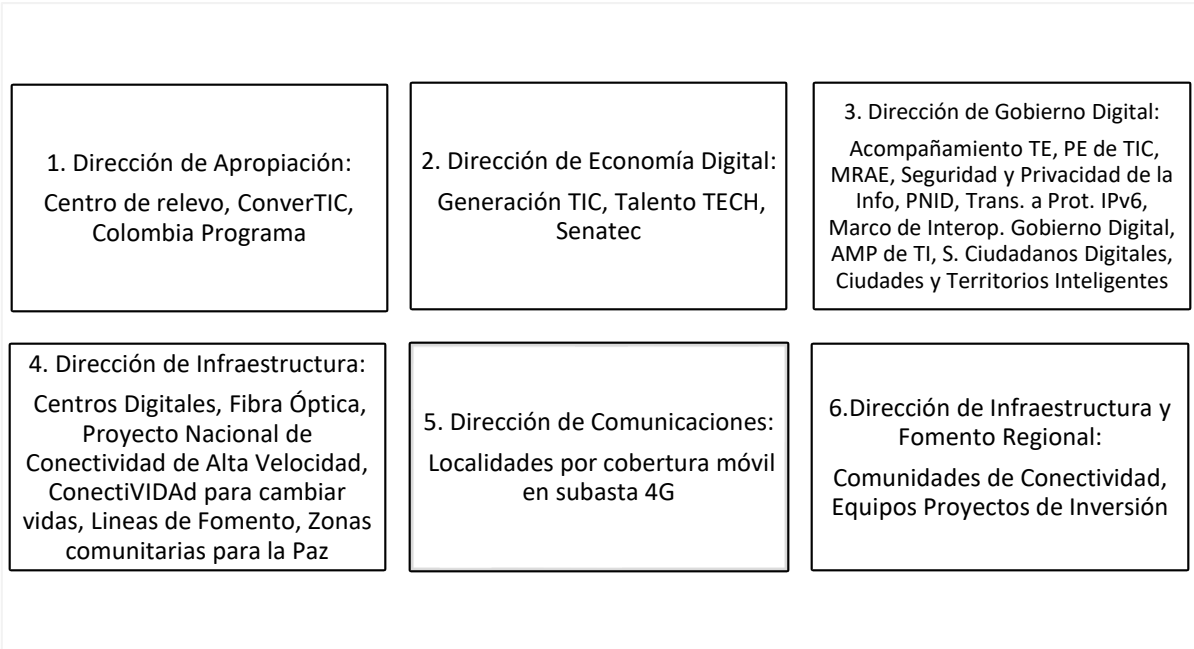 1. Dirección de Apropiación:
Centro de relevo, ConverTIC,
Colombia Programa
2. Dirección de Economía Digital:
Generación TIC, Talento TECH,
Senatec
3. Dirección de Gobierno Digital:
Acompañamiento TE, PE de TIC,
MRAE, Seguridad y Privacidad de la
Info, PNID, Trans. a Prot. IPv6,
Marco de Interop. Gobierno Digital,
AMP de TI, S. Ciudadanos Digitales,
Ciudades y Territorios Inteligentes
4. Dirección de Infraestructura:
Centros Digitales, Fibra Óptica,
Proyecto Nacional de
Conectividad de Alta Velocidad,
ConectiVIDAd para cambiar
vidas, Lineas de Fomento, Zonas
comunitarias para la Paz
5. Dirección de Comunicaciones:
Localidades por cobertura móvil
en subasta 4G
6.Dirección de Infraestructura y
Fomento Regional:
Comunidades de Conectividad,
Equipos Proyectos de Inversión